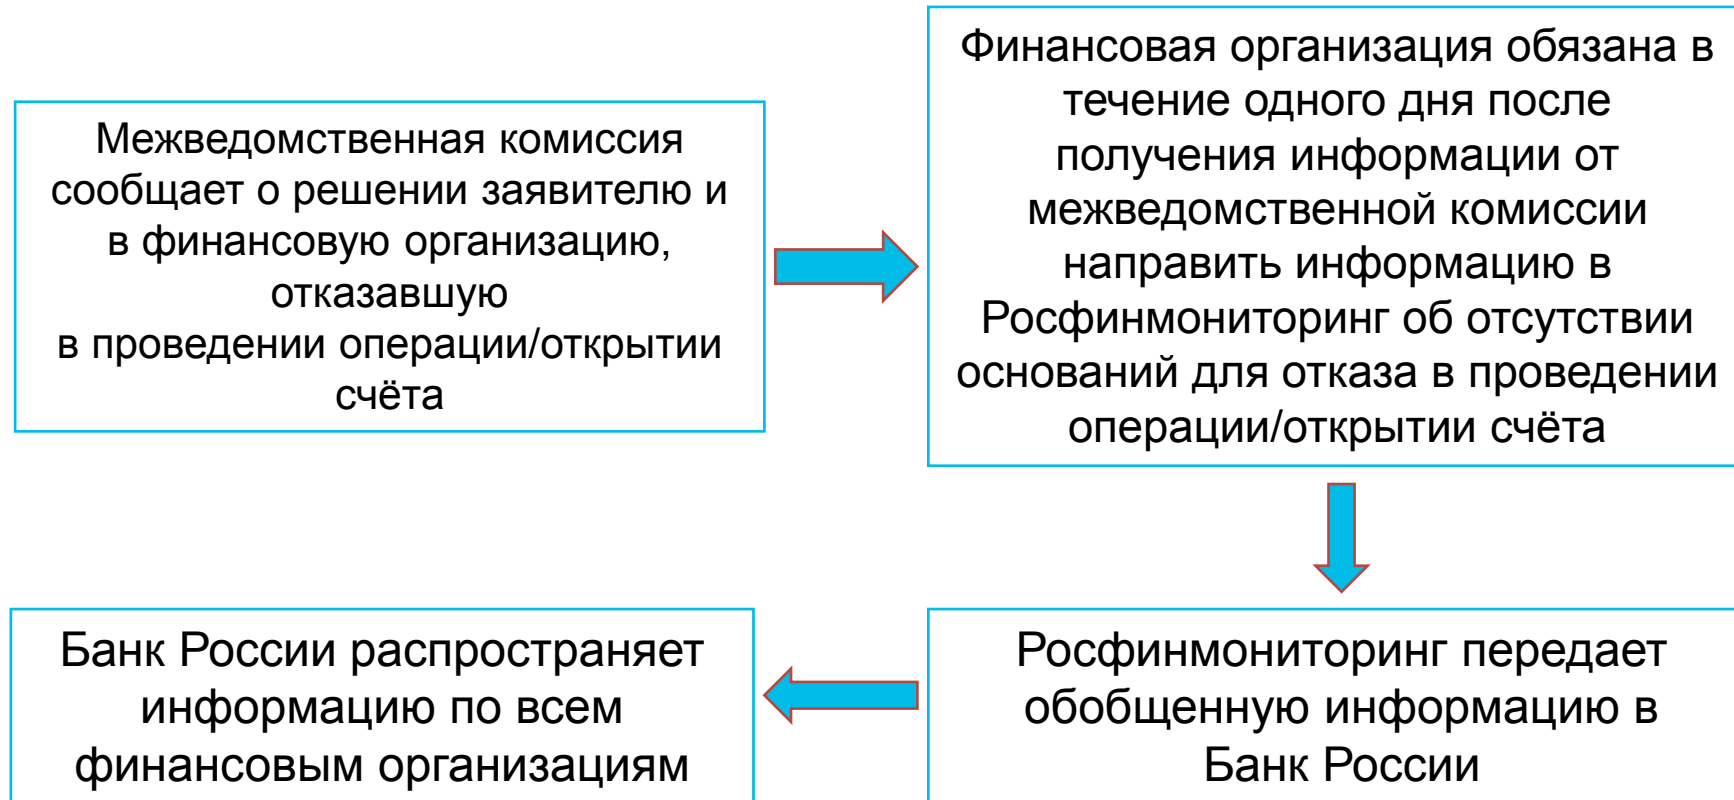 Межведомственная комиссия
сообщает о решении заявителю и
в финансовую организацию,
отказавшую
в проведении операции/открытии
счёта
Финансовая организация обязана в
течение одного дня после
получения информации от
межведомственной комиссии
направить информацию в
Росфинмониторинг об отсутствии
оснований для отказа в проведении
операции/открытии счёта
Росфинмониторинг передает
обобщенную информацию в
Банк России
Банк России распространяет
информацию по всем
финансовым организациям